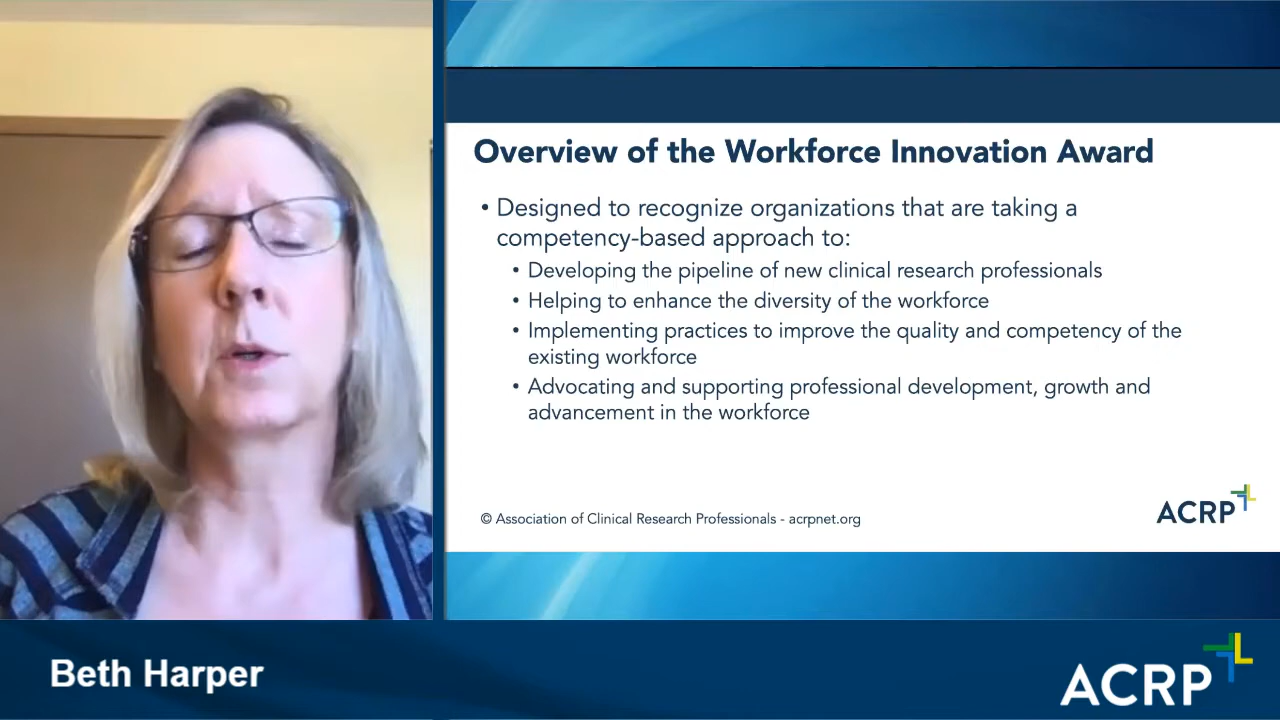 Overview of the Workforce Innovation Award
• Designed to recognize organizations that are taking a
competency-based approach to:
• Developing the pipeline of new clinical research professionals
• Helping to enhance the diversity of the workforce
• Implementing practices to improve the quality and competency of the
existing workforce
• Advocating and supporting professional development, growth and
advancement in the workforce
© Association of Clinical Research Professionals - acrpnet.org
ACRP
Beth Harper
ACRP